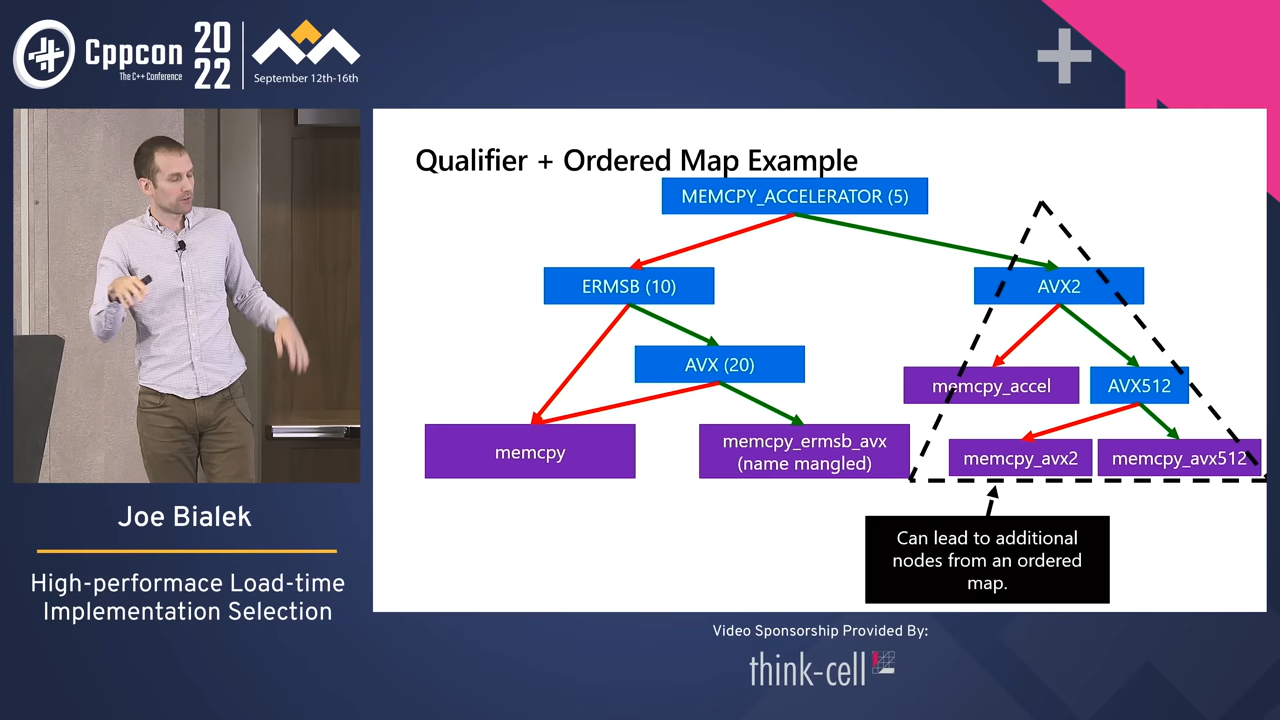 Cppcon
The C++ Conference
20
22
September 12th-16th
Qualifier + Ordered Map Example
MEMCPY_ACCELERATOR (5)
ERMSB (10)
AVX2
AVX (20)
memcpy_accel
AVX512
memcpy
memcpy_ermsb_avx
(name mangled)
memcpy_avx2
memcpy_avx512
Can lead to additional
nodes from an ordered
map.
Joe Bialek
High-performace Load-time
Implementation Selection
Video Sponsorship Provided By:
think-cell